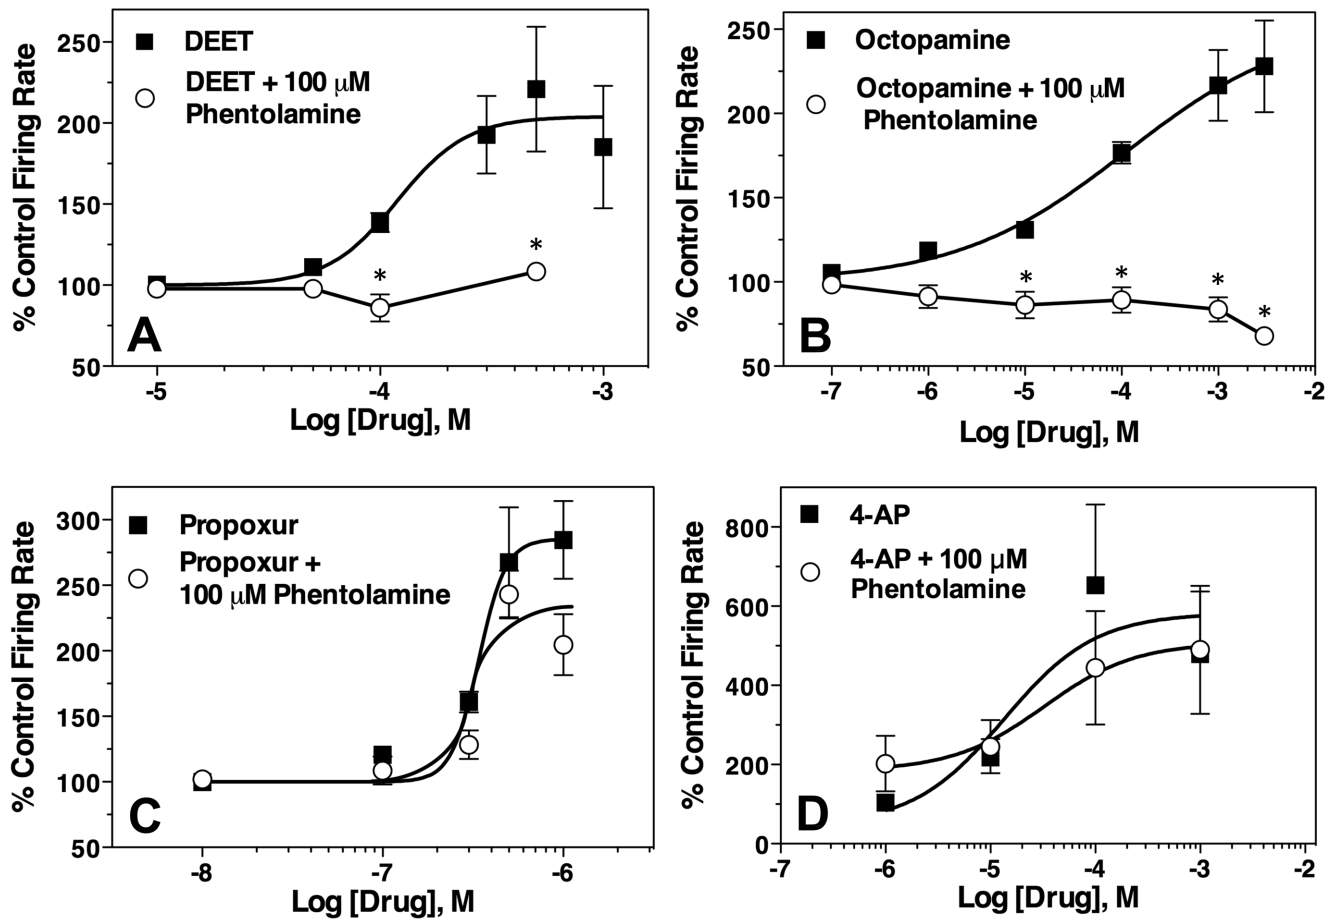 % Control Firing Rate
250
200
150
100
50
DEET
DEET + 100 μM
Phentolamine
*
*
A
-5
-4
-3
Log [Drug], M
% Control Firing Rate
250
200
150
100
50
Octopamine
Octopamine + 100 μM
Phentolamine
*
*
*
*
B
-7
-6
-5
-4
-3
-2
Log [Drug], M
% Control Firing Rate
300
250
200
150
100
50
Propoxur
Propoxur +
100 μM Phentolamine
C
-8
-7
-6
Log [Drug], M
% Control Firing Rate
800
600
400
200
0
4-AP
4-AP + 100 μM
Phentolamine
D
-7
-6
-5
-4
-3
-2
Log [Drug], M